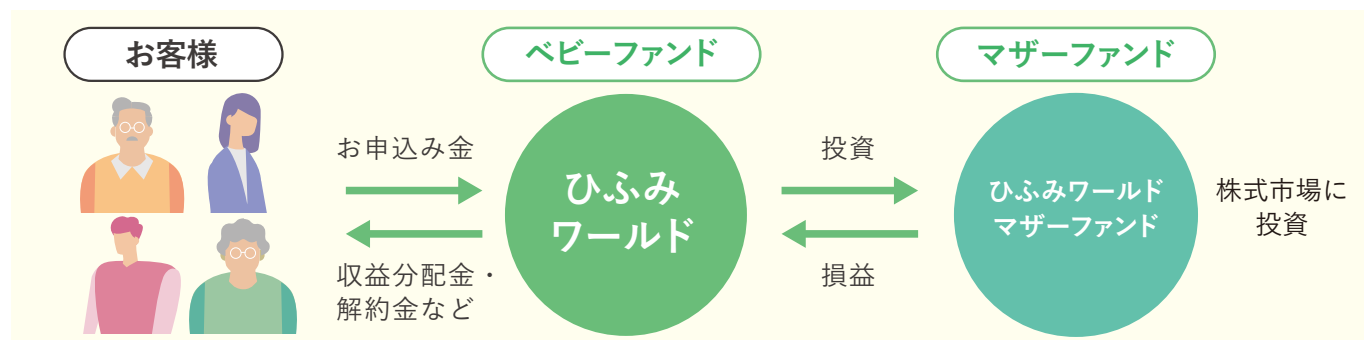 お客様
ベビーファンド
マザーファンド
お申込み金
収益分配金・
解約金など
ひふみ
ワールド
投資
損益
ひふみワールド
マザーファンド
株式市場に
投資